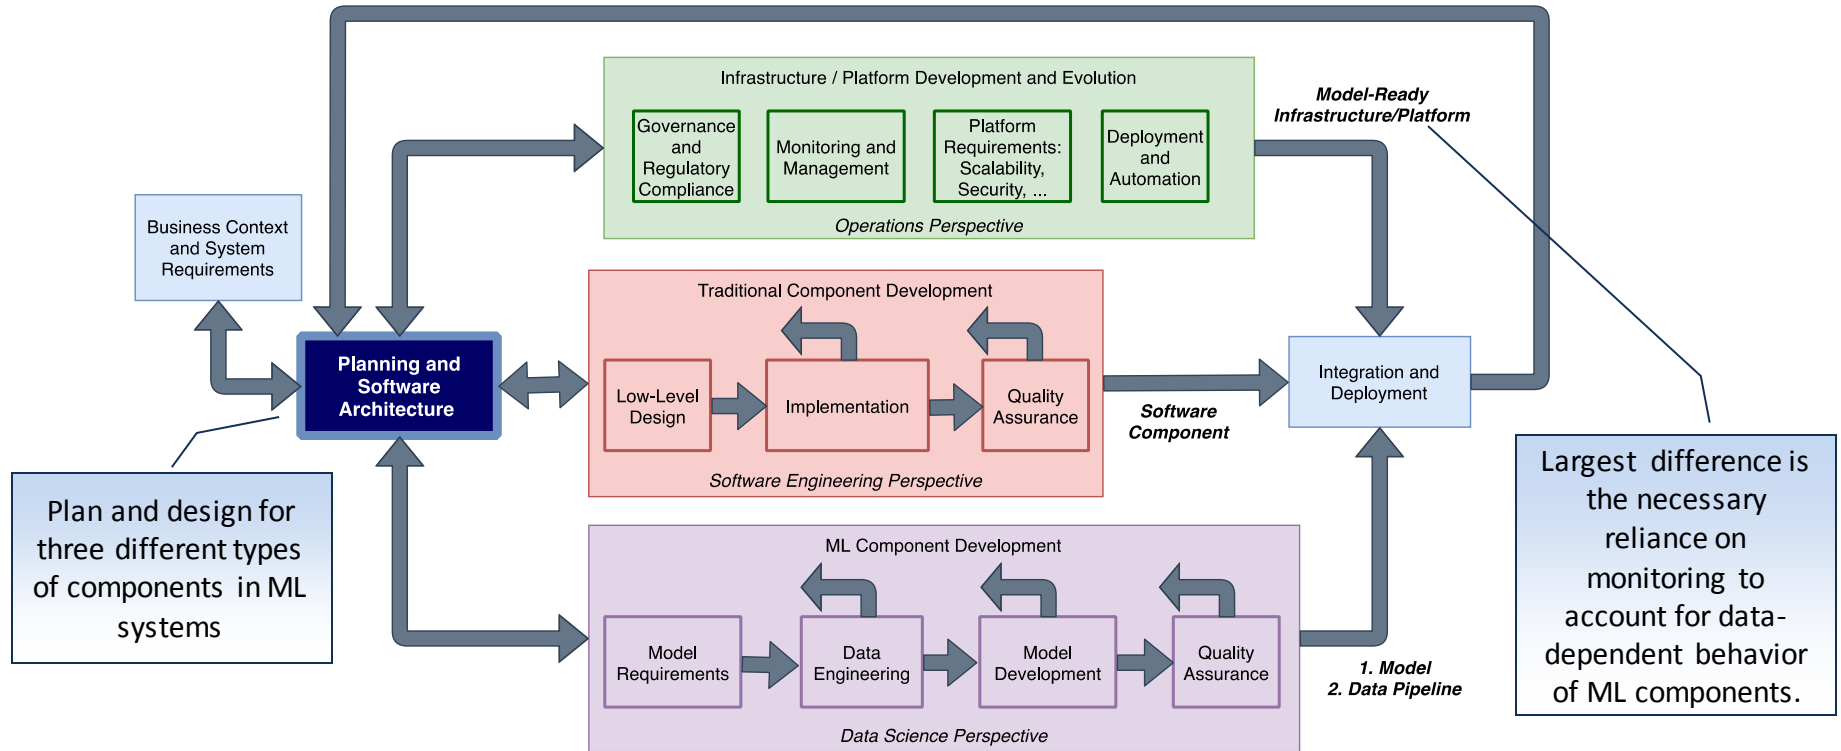 Infrastructure / Platform Development and Evolution
Governance
and
Regulatory
Compliance
Monitoring and
Management
Platform
Requirements:
Scalability,
Security, ...
Deployment
and
Automation
Operations Perspective
Model-Ready
Infrastructure/Platform
Business Context
and System
Requirements
Planning and
Software
Architecture
Traditional Component Development
Low-Level
Design
Implementation
Quality
Assurance
Software Engineering Perspective
Software
Component
Integration and
Deployment
Plan and design for
three different types
of components in ML
systems
Largest difference is
the necessary
reliance on
monitoring to
account for data-
dependent behavior
of ML components.
ML Component Development
Model
Requirements
Data
Engineering
Model
Development
Quality
Assurance
Data Science Perspective
1. Model
2. Data Pipeline